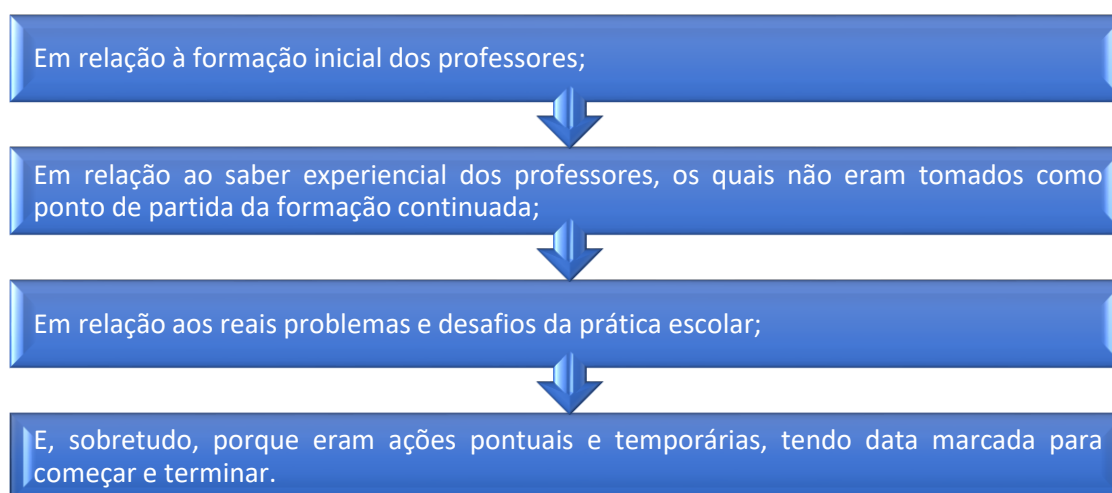 Em relação à formação inicial dos professores;
Em relação ao saber experiencial dos professores, os quais não eram tomados como
ponto de partida da formação continuada;
Em relação aos reais problemas e desafios da prática escolar;
E, sobretudo, porque eram ações pontuais e temporárias, tendo data marcada para
começar e terminar.